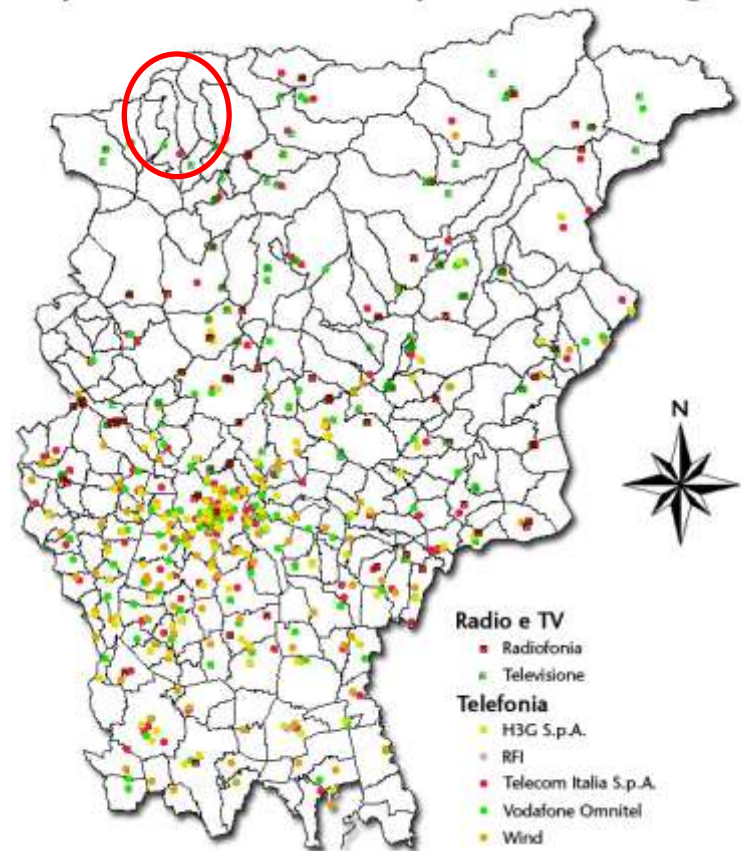 N
Radio e TV
Radiofonia
Televisione
Telefonia
H3G S.p.A.
RFI
Telecom Italia S.p.A.
Vodafone Omnitel
Wind